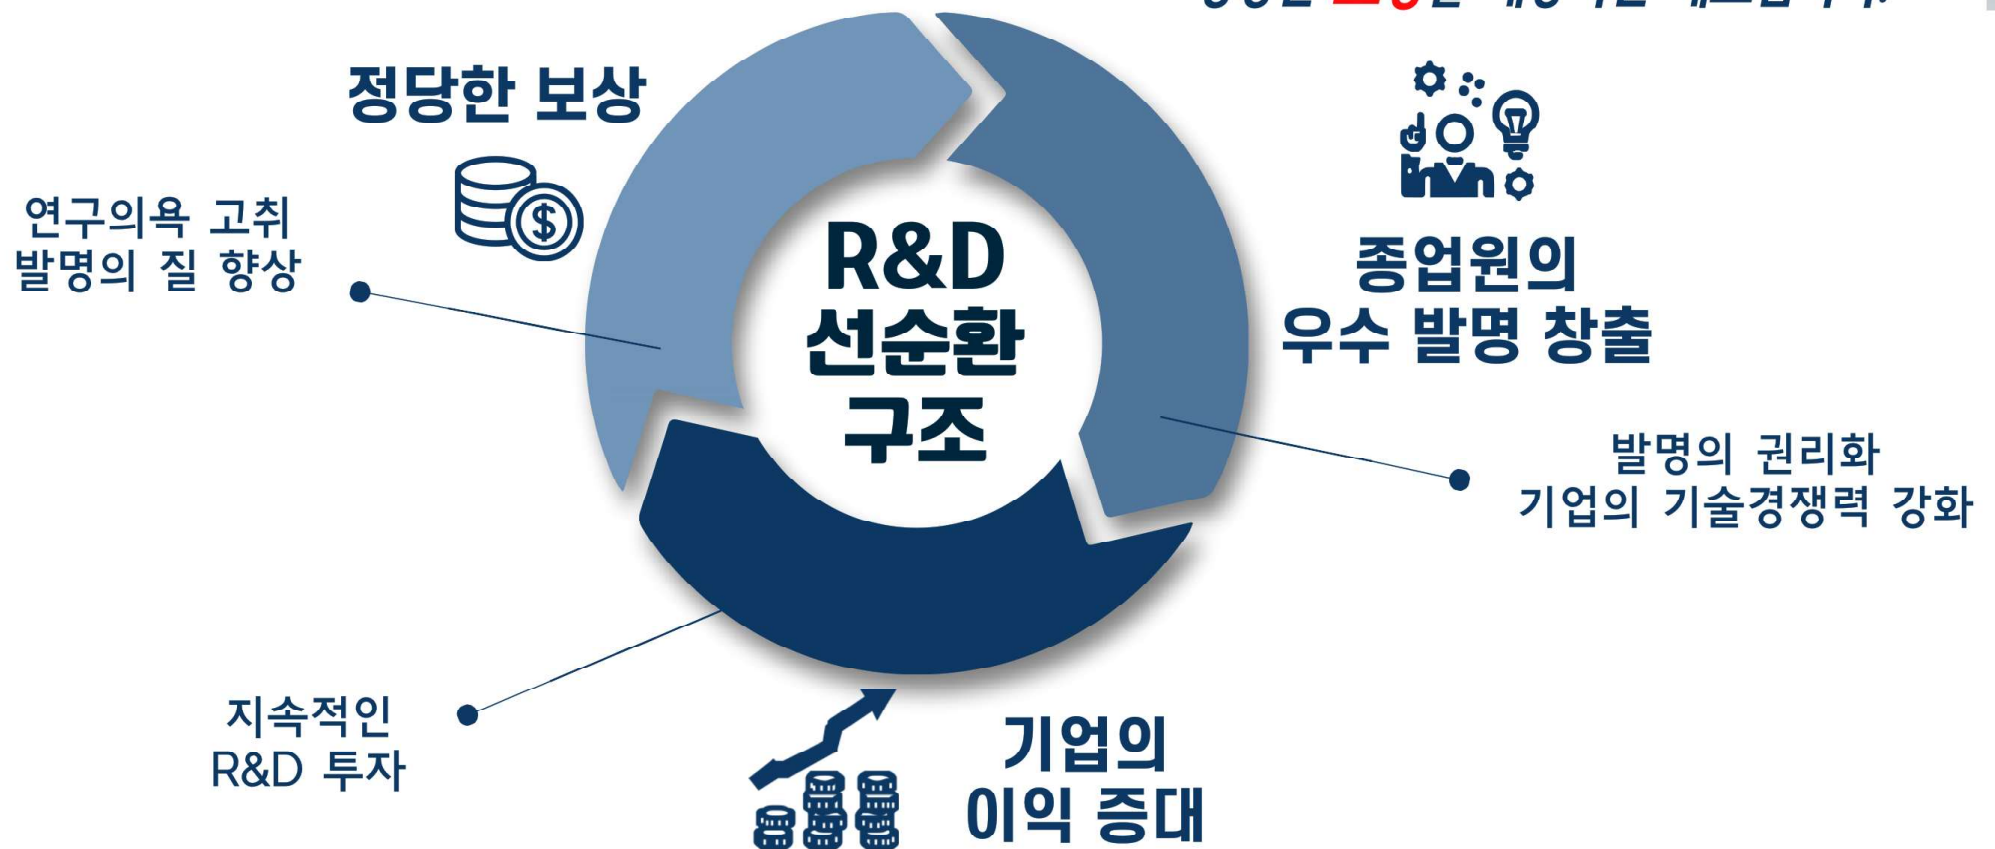 정당한 보상
연구의욕 고취
발명의 질 향상
R&D
선순환
구조
종업원의
우수 발명 창출
발명의 권리화
기업의 기술경쟁력 강화
지속적인
R&D 투자
기업의
이익 증대